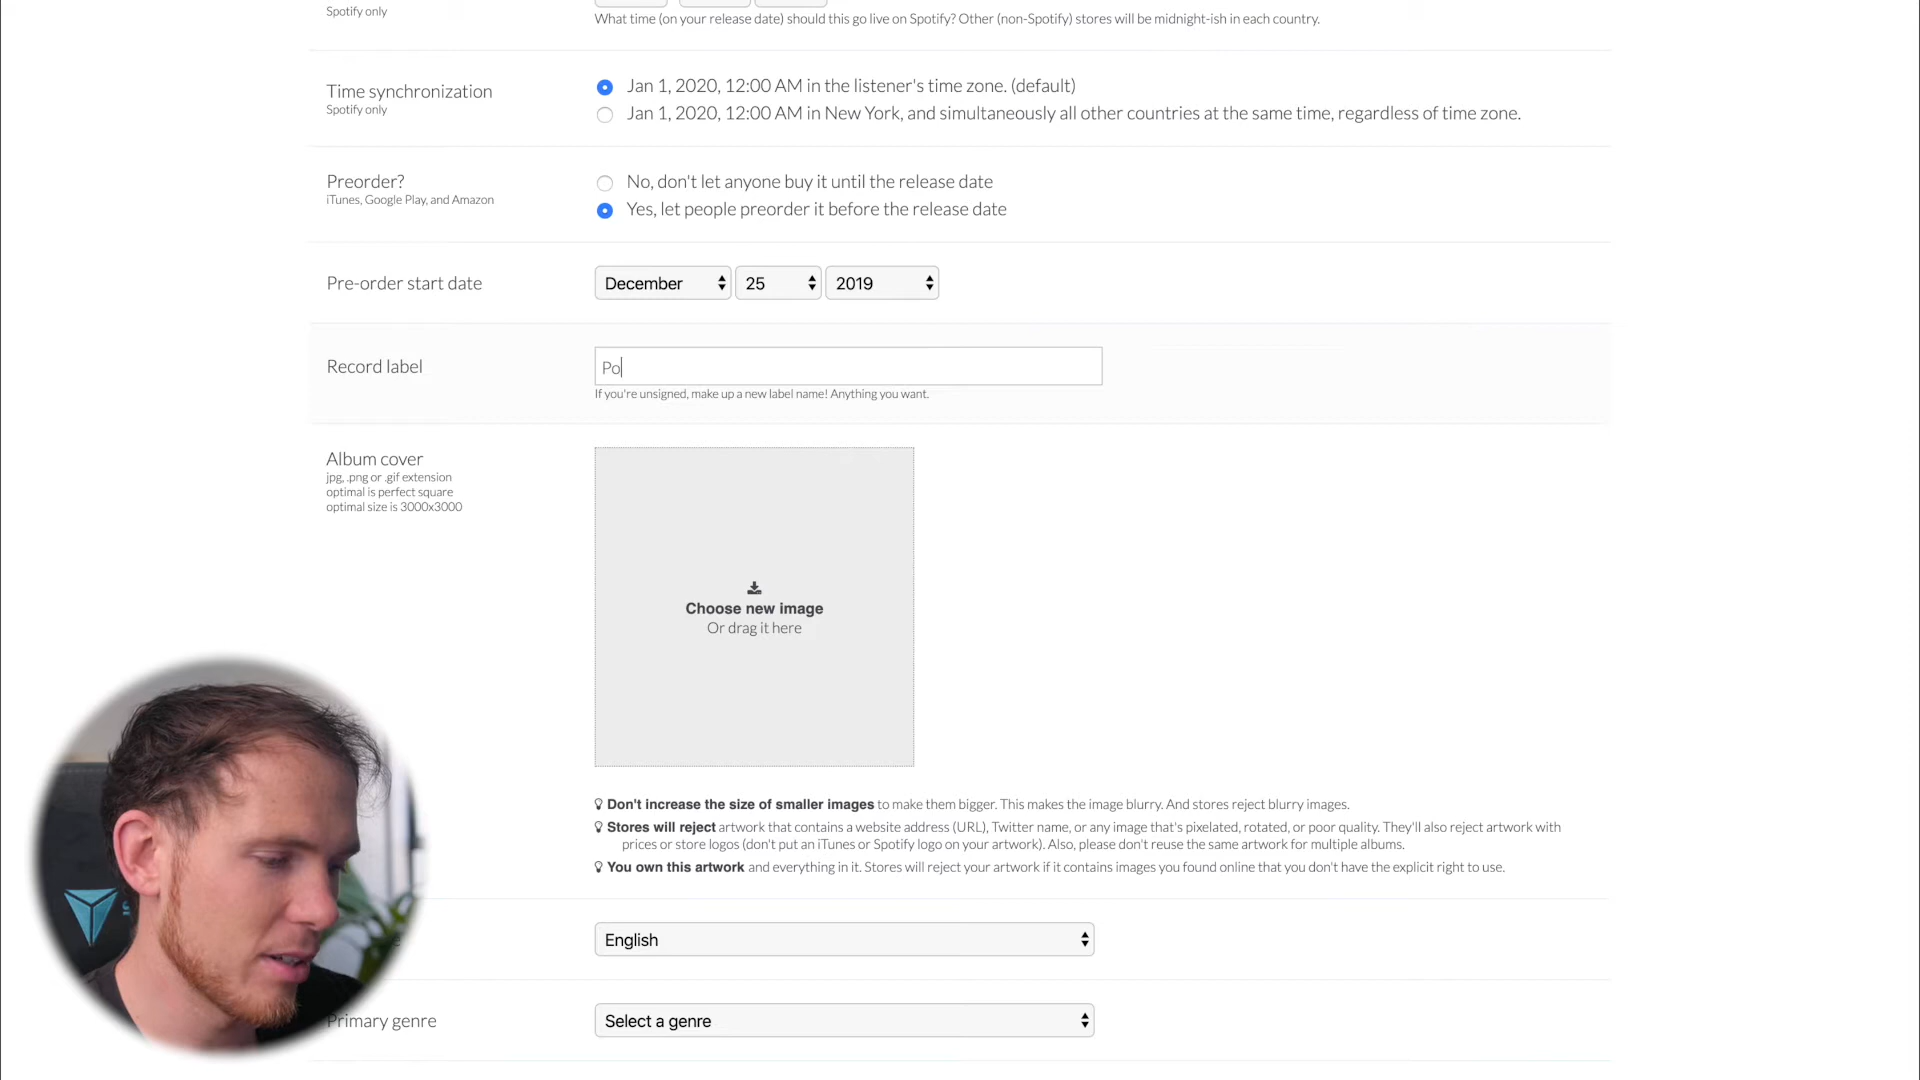 Spotify only
What time (on your release date) should this go live on Spotify? Other (non-Spotify) stores will be midnight-ish in each country.
Time synchronization
Spotify only
Jan 1, 2020, 12:00 AM in the listener's time zone. (default)
Jan 1, 2020, 12:00 AM in New York, and simultaneously all other countries at the same time, regardless of time zone.
Preorder?
iTunes, Google Play, and Amazon
No, don't let anyone buy it until the release date
Yes, let people preorder it before the release date
Pre-order start date
December 25 2019
Record label
Po
If you're unsigned, make up a new label name! Anything you want.
Album cover
jpg, .png or .gif extension
optimal is perfect square
optimal size is 3000x3000
Choose new image
Or drag it here
Don't increase the size of smaller images to make them bigger. This makes the image blurry. And stores reject blurry images.
Stores will reject artwork that contains a website address (URL), Twitter name, or any image that's pixelated, rotated, or poor quality. They'll also reject artwork with
prices or store logos (don't put an iTunes or Spotify logo on your artwork). Also, please don't reuse the same artwork for multiple albums.
You own this artwork and everything in it. Stores will reject your artwork if it contains images you found online that you don't have the explicit right to use.
English
Primary genre
Select a genre